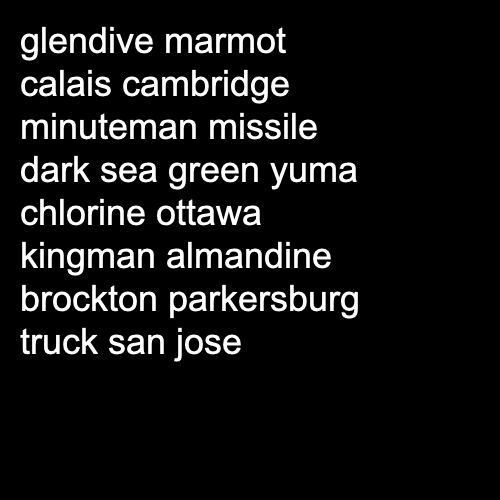 glendive marmot
calais cambridge
minuteman missile
dark sea green yuma
chlorine ottawa
kingman almandine
brockton parkersburg
truck san jose